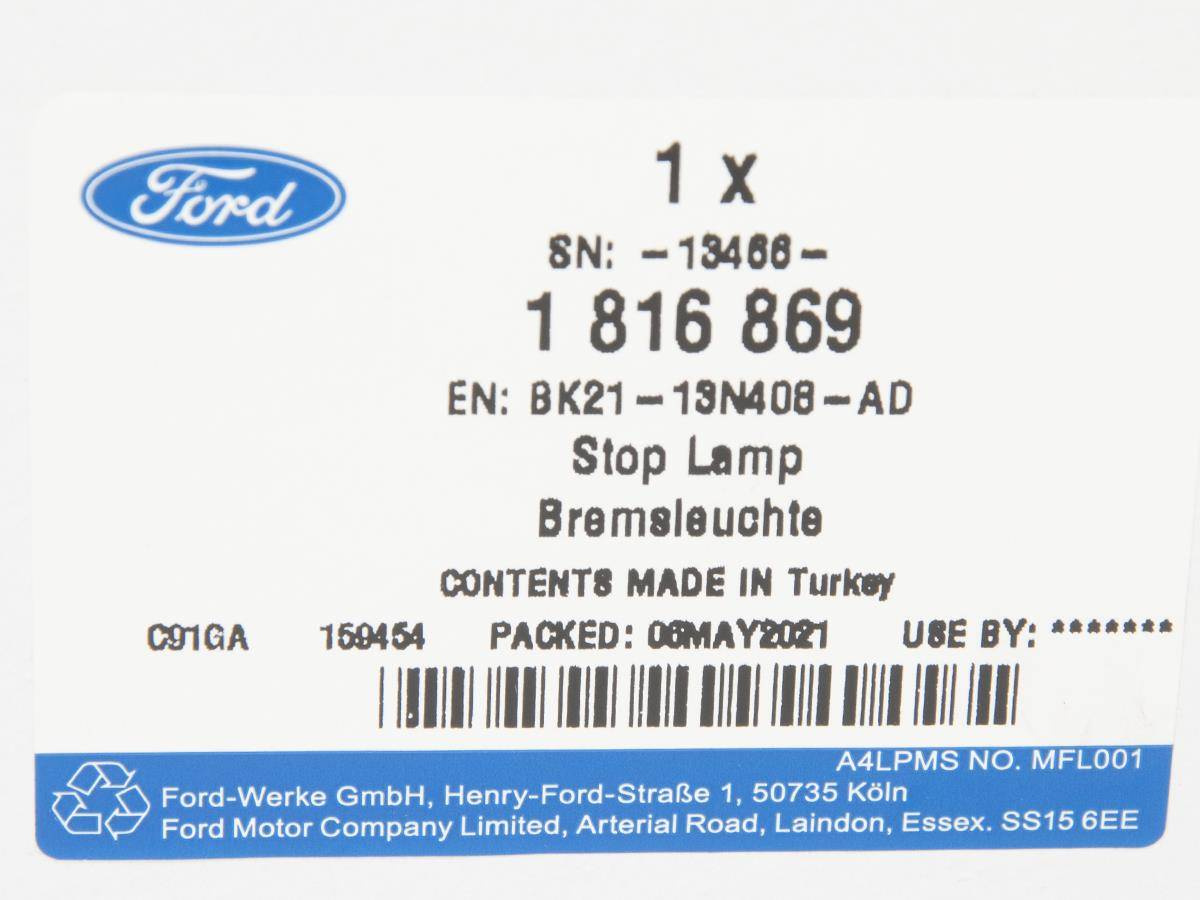 Ford
1 x
SN: -13466-
1 816 869
EN: BK21-13N408-AD
Stop Lamp
Bremsleuchte
CONTENTS MADE IN Turkey
C91GA 159454 PACKED: 06MAY2021 USE BY: *******
A4LPMS NO. MFL001
Ford-Werke GmbH, Henry-Ford-Straße 1, 50735 Köln
Ford Motor Company Limited, Arterial Road, Laindon, Essex. SS15 6EE